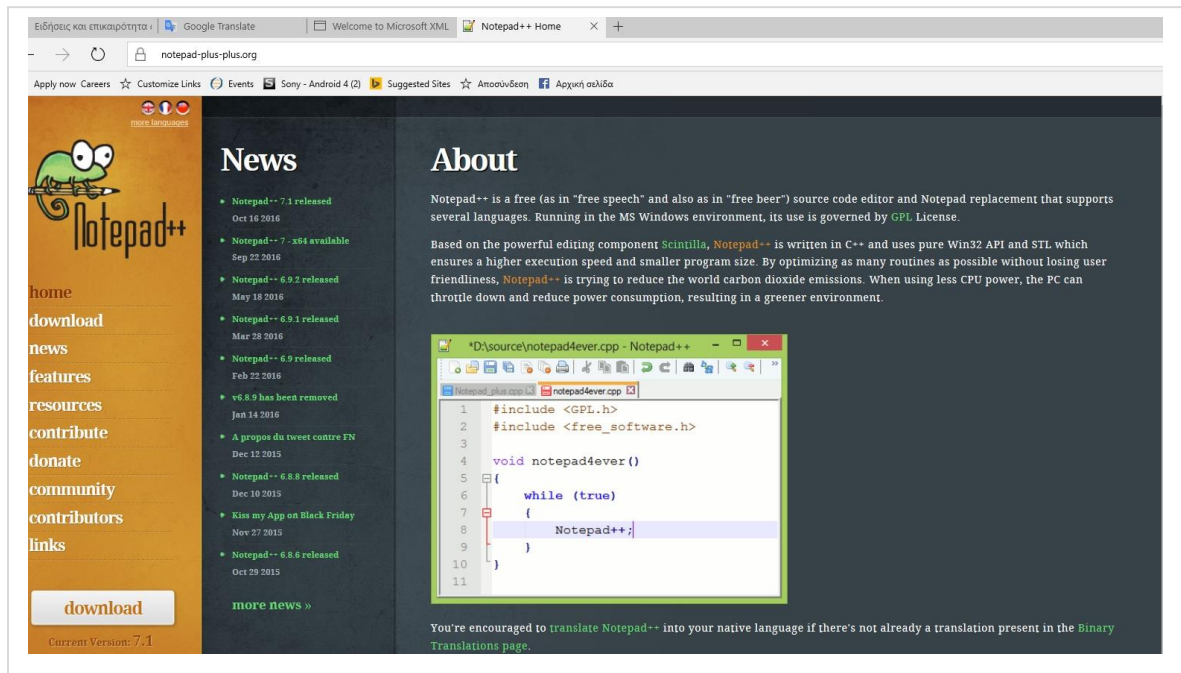 Ειδήσεις και επικαιρότητα
Google Translate
Welcome to Microsoft XML
Notepad++ Home
notepad-plus-plus.org
Apply now Careers
Customize Links
Events
Sony - Android 4 (2)
Suggested Sites
Αποσύνδεση
Αρχική σελίδα
more languages
Notepad++
home
download
news
features
resources
contribute
donate
community
contributors
links
download
Current Version: 7.1
News
Notepad++ 7.1 released
Oct 16 2016
Notepad++ 7 - x64 available
Sep 22 2016
Notepad++ 6.9.2 released
May 18 2016
Notepad++ 6.9.1 released
Mar 28 2016
Notepad++ 6.9 released
Feb 22 2016
v6.8.9 has been removed
Jan 14 2016
A propos du tweet contre FN
Dec 12 2015
Notepad++ 6.8.8 released
Dec 10 2015
Kiss my App on Black Friday
Nov 27 2015
Notepad++ 6.8.6 released
Oct 29 2015
more news »
About
Notepad++ is a free (as in "free speech" and also as in "free beer") source code editor and Notepad replacement that supports
several languages. Running in the MS Windows environment, its use is governed by GPL License.
Based on the powerful editing component Scintilla, Notepad++ is written in C++ and uses pure Win32 API and STL which
ensures a higher execution speed and smaller program size. By optimizing as many routines as possible without losing user
friendliness, Notepad++ is trying to reduce the world carbon dioxide emissions. When using less CPU power, the PC can
throttle down and reduce power consumption, resulting in a greener environment.
*D:\source\notepad4ever.cpp - Notepad++
Notepad_plus.cpp
notepad4ever.cpp
1 #include <GPL.h>
2 #include <free_software.h>
3
4 void notepad4ever()
5 {
6 while (true)
7 {
8 Notepad++;
9 }
10 }
11
You're encouraged to translate Notepad++ into your native language if there's not already a translation present in the Binary
Translations page.